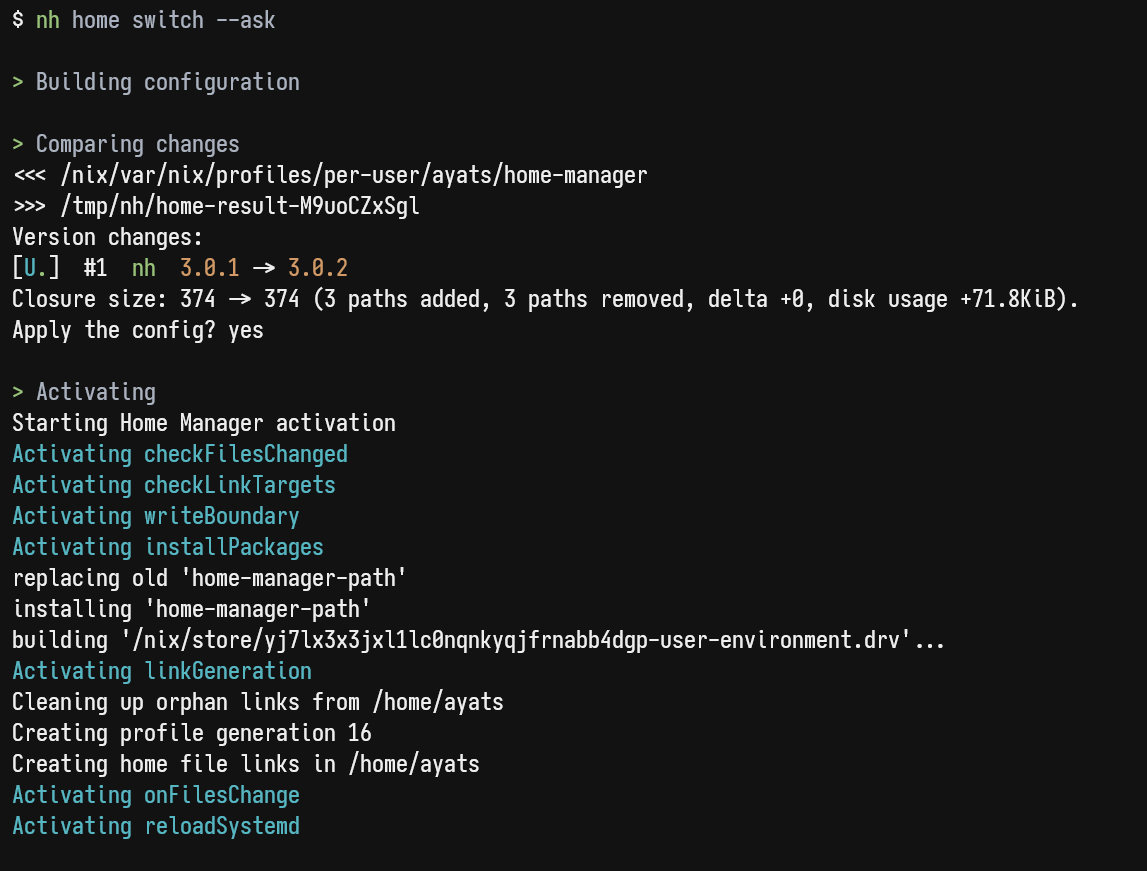 $ nh home switch --ask
> Building configuration
> Comparing changes
<<< /nix/var/nix/profiles/per-user/ayats/home-manager
>>> /tmp/nh/home-result-M9uoCZxSgl
Version changes:
[U.]  #1  nh  3.0.1 -> 3.0.2
Closure size: 374 -> 374 (3 paths added, 3 paths removed, delta +0, disk usage +71.8KiB).
Apply the config? yes
> Activating
Starting Home Manager activation
Activating checkFilesChanged
Activating checkLinkTargets
Activating writeBoundary
Activating installPackages
replacing old 'home-manager-path'
installing 'home-manager-path'
building '/nix/store/yj7lx3x3jxl1lc0nqnkyqjfrnabb4dgp-user-environment.drv'...
Activating linkGeneration
Cleaning up orphan links from /home/ayats
Creating profile generation 16
Creating home file links in /home/ayats
Activating onFilesChange
Activating reloadSystemd